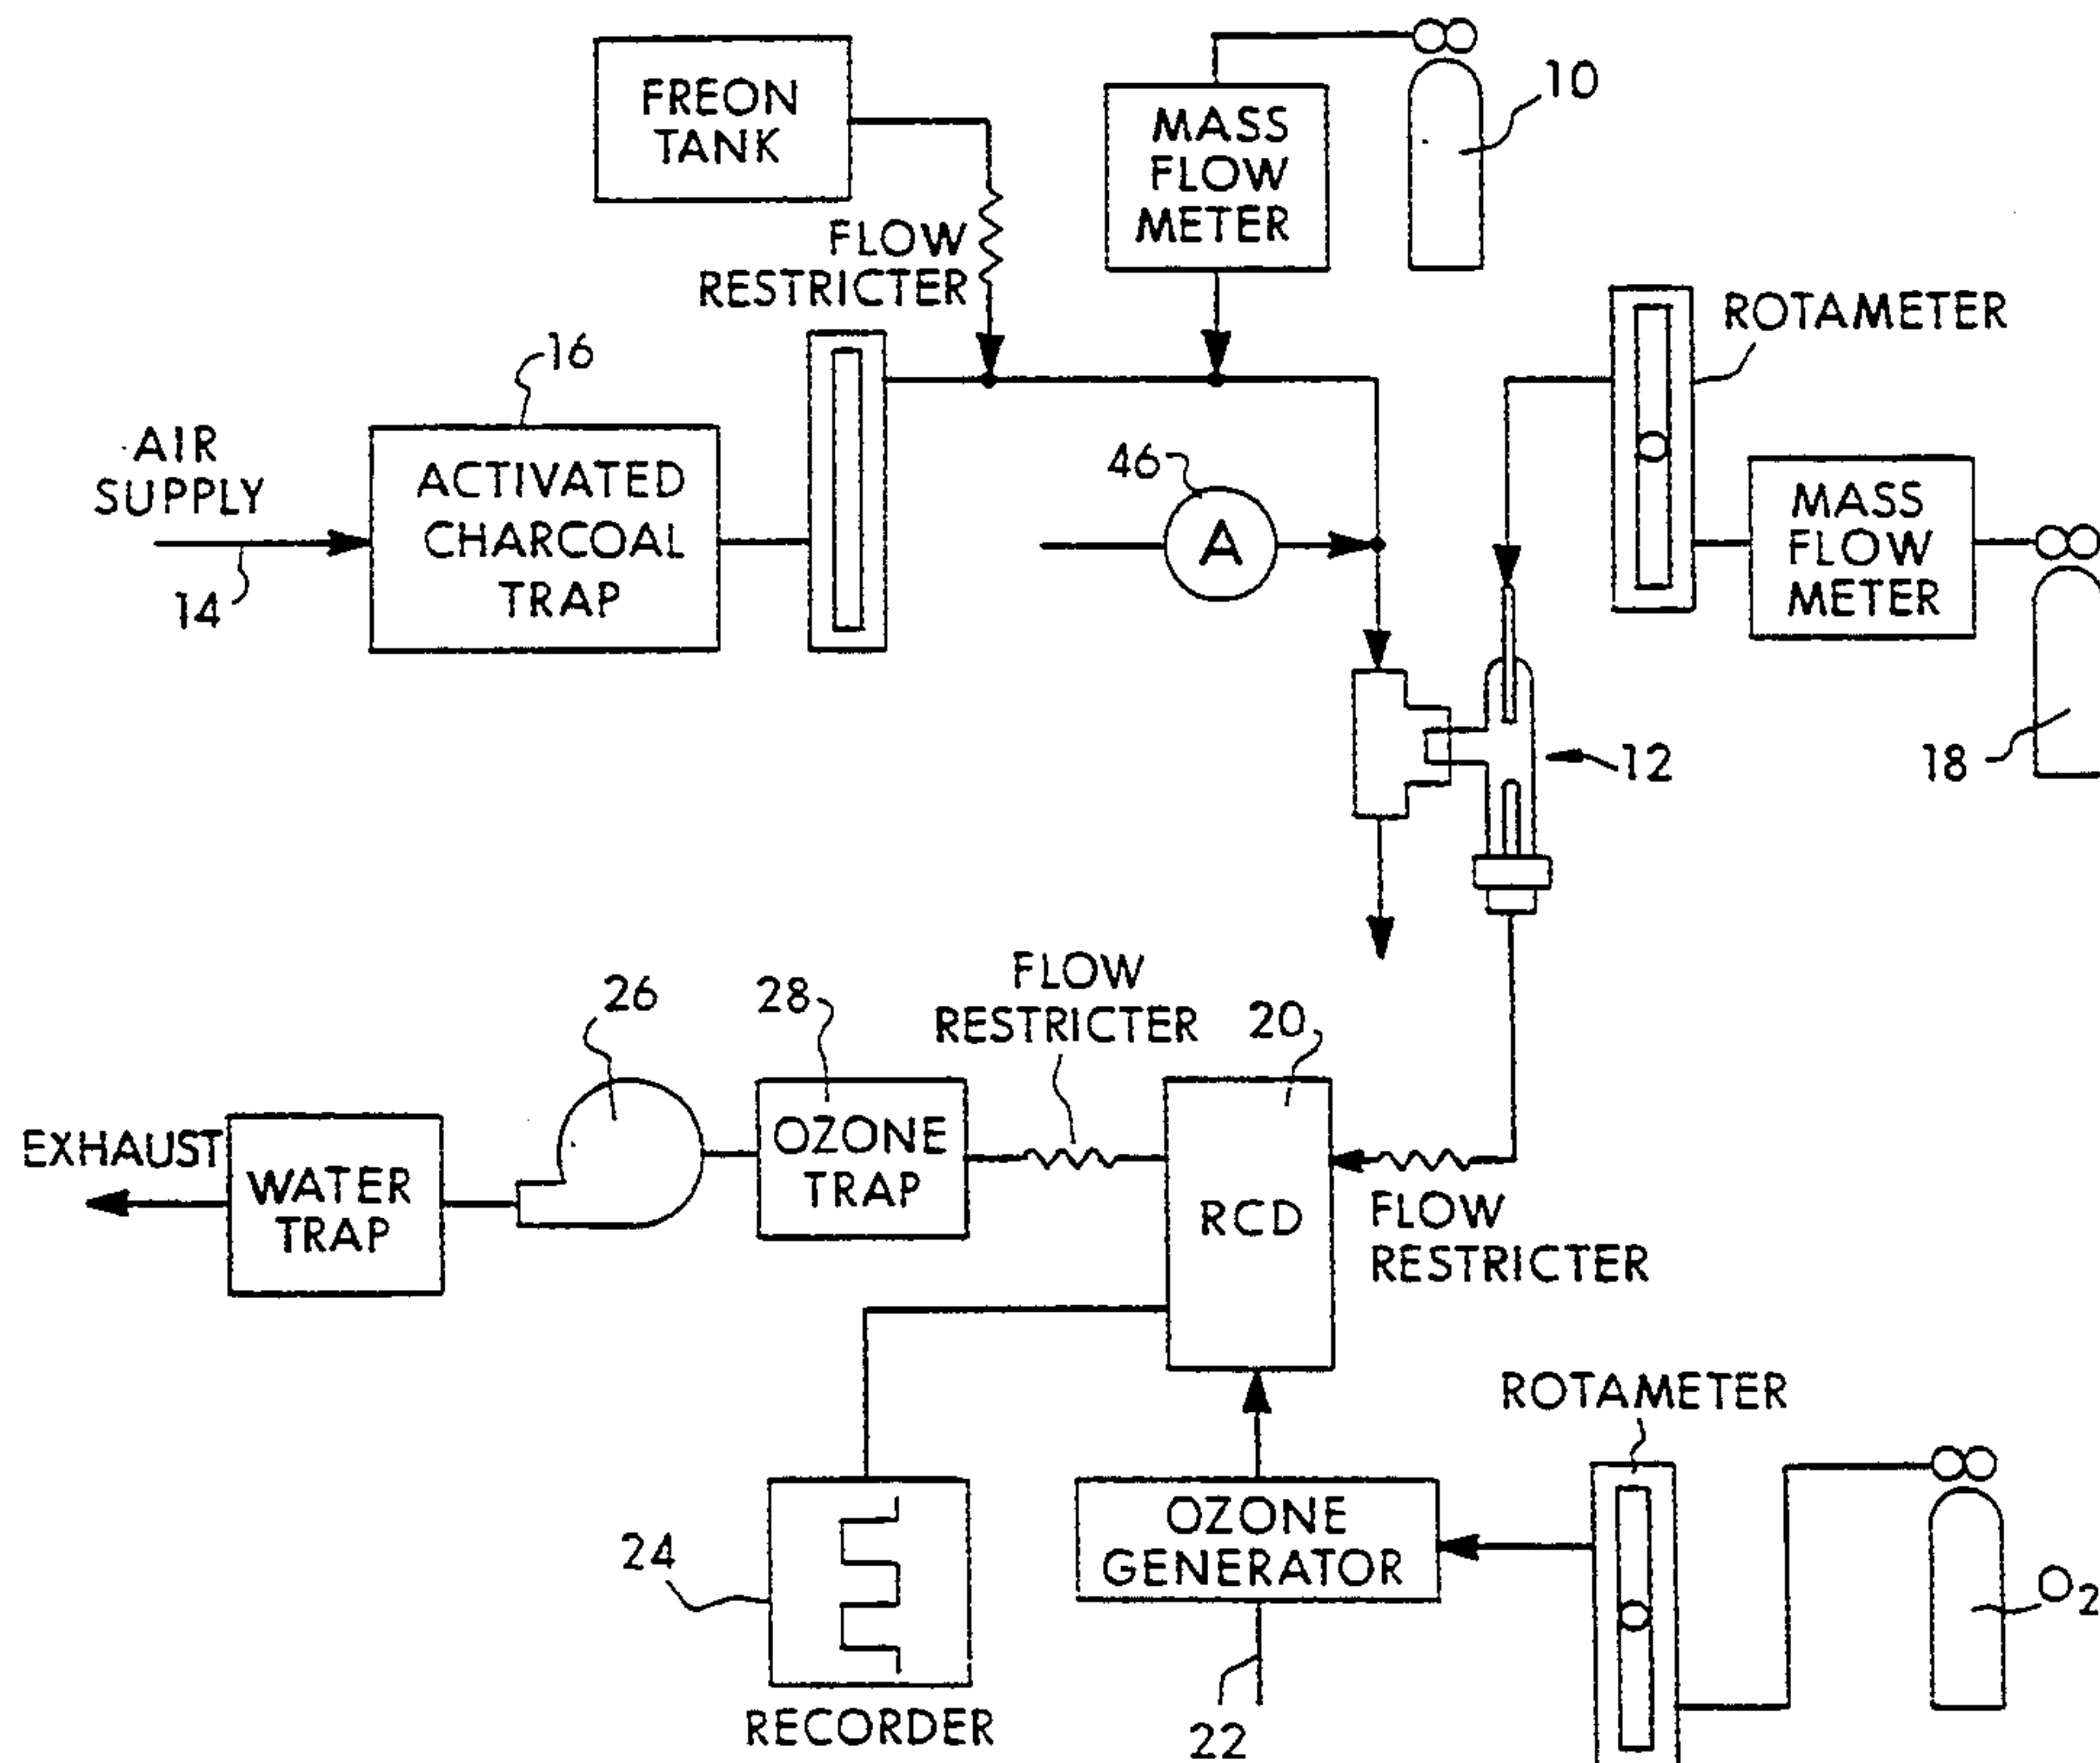 FREON
TANK
MASS
FLOW
METER
10
FLOW
RESTRICTER
ROTAMETER
16
AIR
SUPPLY
14
ACTIVATED
CHARCOAL
TRAP
46
A
MASS
FLOW
METER
12
18
FLOW
RESTRICTER
26
28
20
EXHAUST
WATER
TRAP
OZONE
TRAP
RCD
FLOW
RESTRICTER
ROTAMETER
24
OZONE
GENERATOR
O2
RECORDER
22